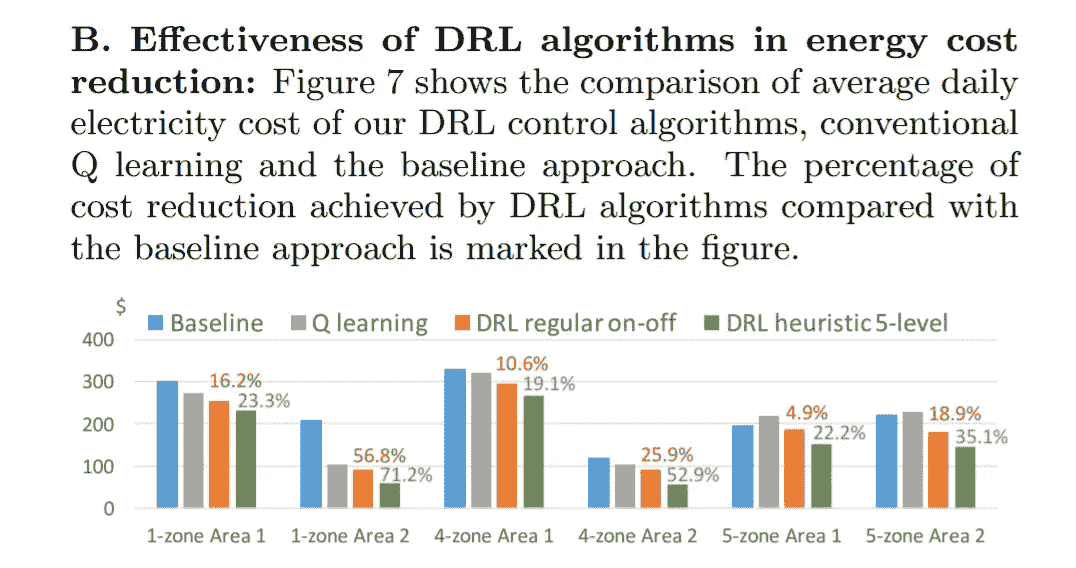 B. Effectiveness of DRL algorithms in energy cost
reduction: Figure 7 shows the comparison of average daily
electricity cost of our DRL control algorithms, conventional
Q learning and the baseline approach. The percentage of
cost reduction achieved by DRL algorithms compared with
the baseline approach is marked in the figure.
$
Baseline Q learning DRL regular on-off DRL heuristic 5-level
400
300
200
100
0
16.2%
23.3%
56.8%
71.2%
10.6%
19.1%
25.9%
52.9%
4.9%
22.2%
18.9%
35.1%
1-zone Area 1 1-zone Area 2 4-zone Area 1 4-zone Area 2 5-zone Area 1 5-zone Area 2